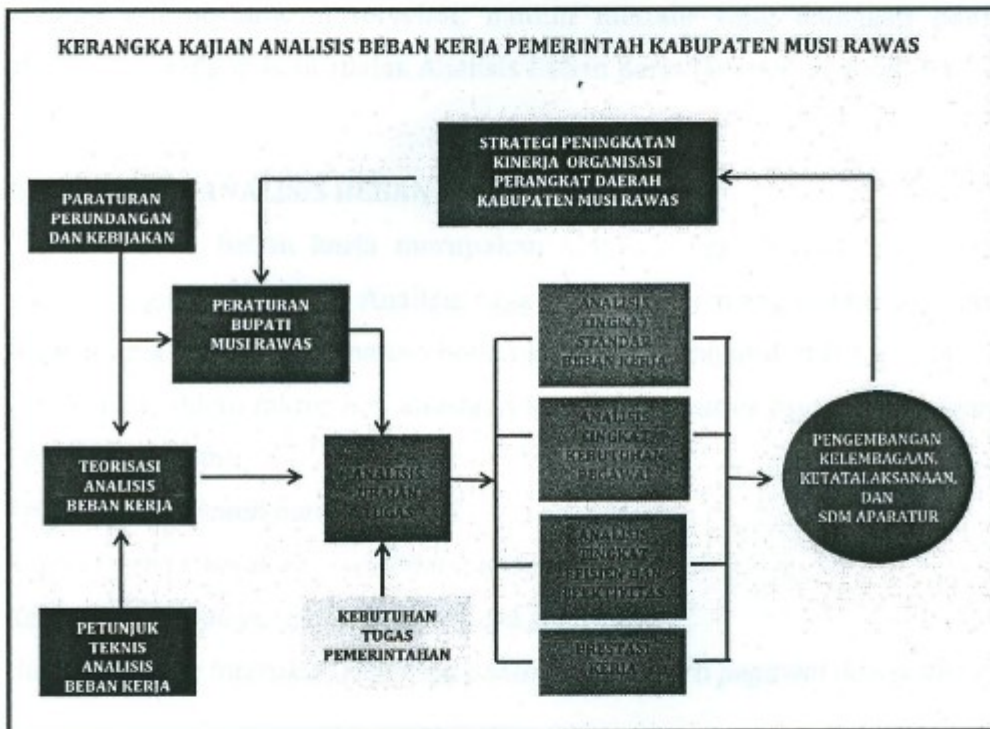 KERANGKA KAJIAN ANALISIS BEBAN KERJA PEMERINTAH KABUPATEN MUSI RAWAS
STRATEGI PENINGKATAN
KINERJA ORGANISASI
PERANGKAT DAERAH
KABUPATEN MUSI RAWAS
PARATURAN
PERUNDANGAN
DAN KEBIJAKAN
PERATURAN
BUPATI
MUSI RAWAS
ANALISIS
TINGKAT
STANDAR
BEBAN KERJA
TEORISASI
ANALISIS
BEBAN KERJA
ANALISIS
URAIAN
TUGAS
ANALISIS
TINGKAT
KEBUTUHAN
PEGAWAI
PENGEMBANGAN
KELEMBAGAAN,
KETATALAKSANAAN,
DAN
SDM APARATUR
ANALISIS
TINGKAT
EFISIEN DAN
EFEKTIVITAS
PETUNJUK
TEKNIS
ANALISIS
BEBAN KERJA
KEBUTUHAN
TUGAS
PEMERINTAHAN
PRESTASI
KERJA